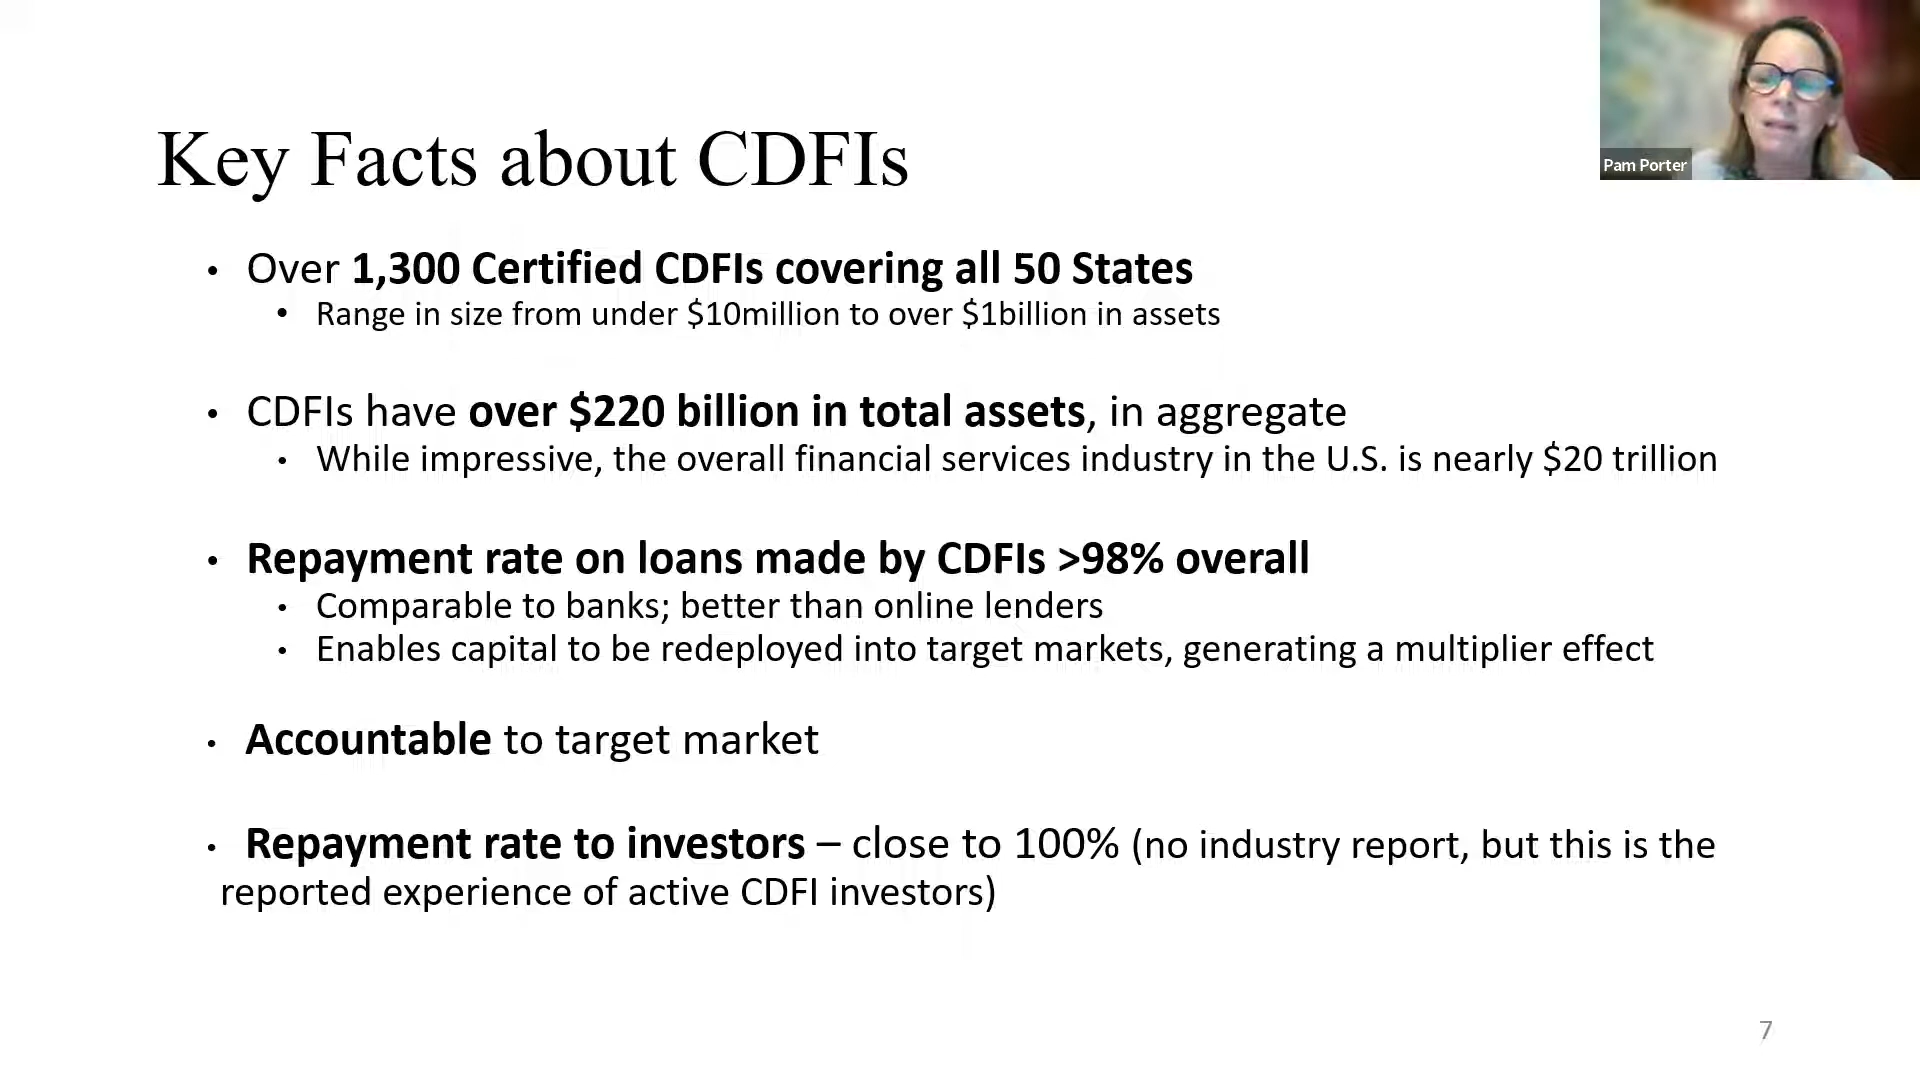 Key Facts about CDFIs
Pam Porter
• Over 1,300 Certified CDFIs covering all 50 States
• Range in size from under $10million to over $1billion in assets
• CDFIs have over $220 billion in total assets, in aggregate
• While impressive, the overall financial services industry in the U.S. is nearly $20 trillion
• Repayment rate on loans made by CDFIs >98% overall
• Comparable to banks; better than online lenders
• Enables capital to be redeployed into target markets, generating a multiplier effect
• Accountable to target market
• Repayment rate to investors – close to 100% (no industry report, but this is the
reported experience of active CDFI investors)
7